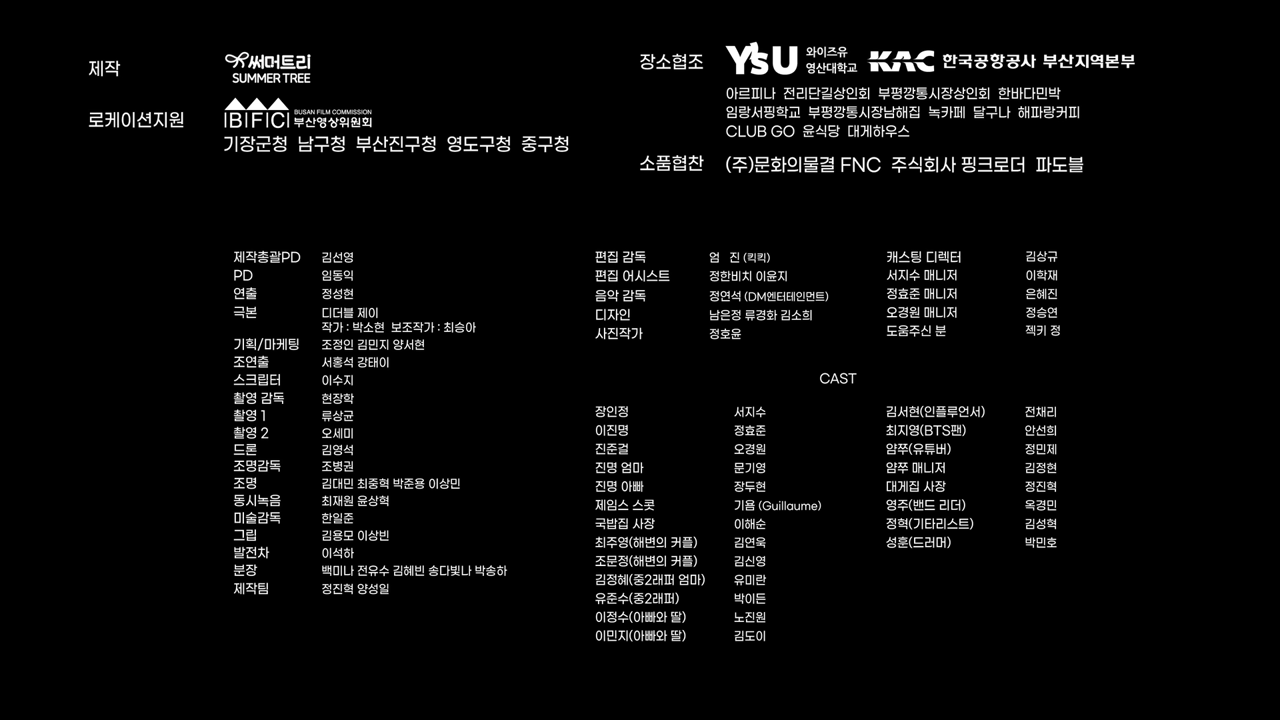 제작 써머트리
SUMMER TREE
로케이션지원 BFC BUSAN FILM COMMISSION
부산영상위원회
기장군청 남구청 부산진구청 영도구청 중구청
장소협조 YsU 와이즈유
영산대학교
KAC 한국공항공사 부산지역본부
아르피나 전리단길상인회 부평깡통시장상인회 한바다민박
임랑서핑학교 부평깡통시장남해집 녹카페 달구나 해파랑커피
CLUB GO 윤식당 대게하우스
소품협찬 (주)문화의물결 FNC 주식회사 핑크로더 파도블
제작총괄PD 김선영
PD 임동익
연출 정성현
극본 디더블 제이
작가 : 박소현 보조작가 : 최승아
기획/마케팅 조정인 김민지 양서현
조연출 서홍석 강태이
스크립터 이수지
촬영 감독 현장학
촬영 1 류상균
촬영 2 오세미
드론 김영석
조명감독 조병권
조명 김대민 최중혁 박준용 이상민
동시녹음 최재원 윤상혁
미술감독 한일준
그립 김용모 이상빈
발전차 이석하
분장 백미나 전유수 김혜빈 송다빛나 박송하
제작팀 정진혁 양성일
편집 감독 엄 진 (킥킥)
편집 어시스트 정한비치 이윤지
음악 감독 정연석 (DM엔터테인먼트)
디자인 남은정 류경화 김소희
사진작가 정호윤
캐스팅 디렉터 김상규
서지수 매니저 이학재
정효준 매니저 은혜진
오경원 매니저 정승연
도움주신 분 젝키 정
CAST
장인정 서지수
이진명 정효준
진준걸 오경원
진명 엄마 문기영
진명 아빠 장두현
제임스 스콧 기욤 (Guillaume)
국밥집 사장 이해순
최주영(해변의 커플) 김연욱
조문정(해변의 커플) 김신영
김정혜(중2래퍼 엄마) 유미란
유준수(중2래퍼) 박이든
이정수(아빠와 딸) 노진원
이민지(아빠와 딸) 김도이
김서현(인플루언서) 전채리
최지영(BTS팬) 안선희
얌쭈(유튜버) 정민제
얌쭈 매니저 김정현
대게집 사장 정진혁
영주(밴드 리더) 옥경민
정혁(기타리스트) 김성혁
성훈(드러머) 박민호